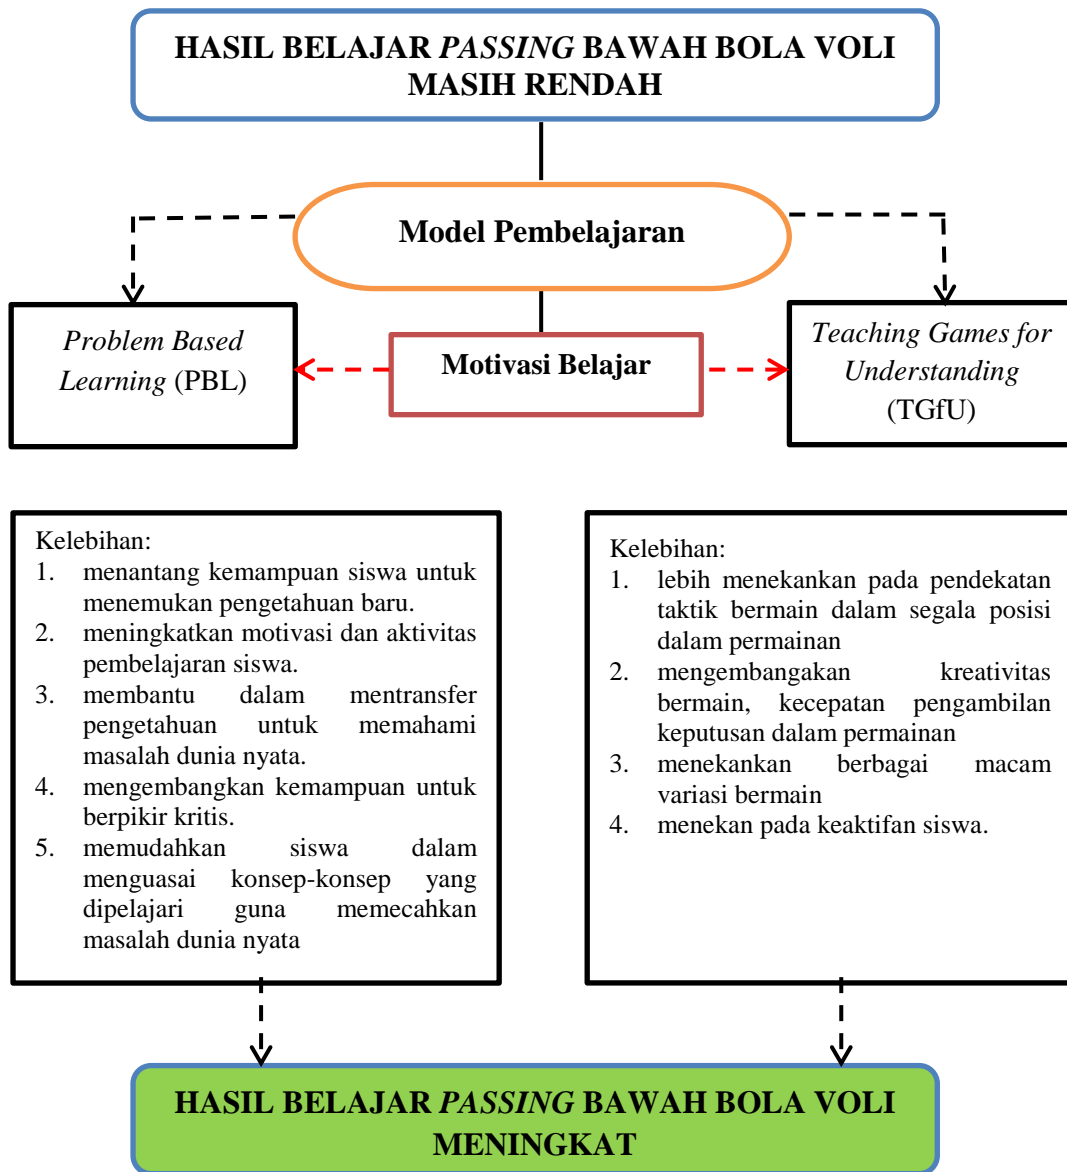 HASIL BELAJAR PASSING BAWAH BOLA VOLI
MASIH RENDAH
Model Pembelajaran
Problem Based
Learning (PBL)
Motivasi Belajar
Teaching Games for
Understanding
(TGfU)
Kelebihan:
1. menantang kemampuan siswa untuk
menemukan pengetahuan baru.
2. meningkatkan motivasi dan aktivitas
pembelajaran siswa.
3. membantu dalam mentransfer
pengetahuan untuk memahami
masalah dunia nyata.
4. mengembangkan kemampuan untuk
berpikir kritis.
5. memudahkan siswa dalam
menguasai konsep-konsep yang
dipelajari guna memecahkan
masalah dunia nyata
Kelebihan:
1. lebih menekankan pada pendekatan
taktik bermain dalam segala posisi
dalam permainan
2. mengembangakan kreativitas
bermain, kecepatan pengambilan
keputusan dalam permainan
3. menekankan berbagai macam
variasi bermain
4. menekan pada keaktifan siswa.
HASIL BELAJAR PASSING BAWAH BOLA VOLI
MENINGKAT